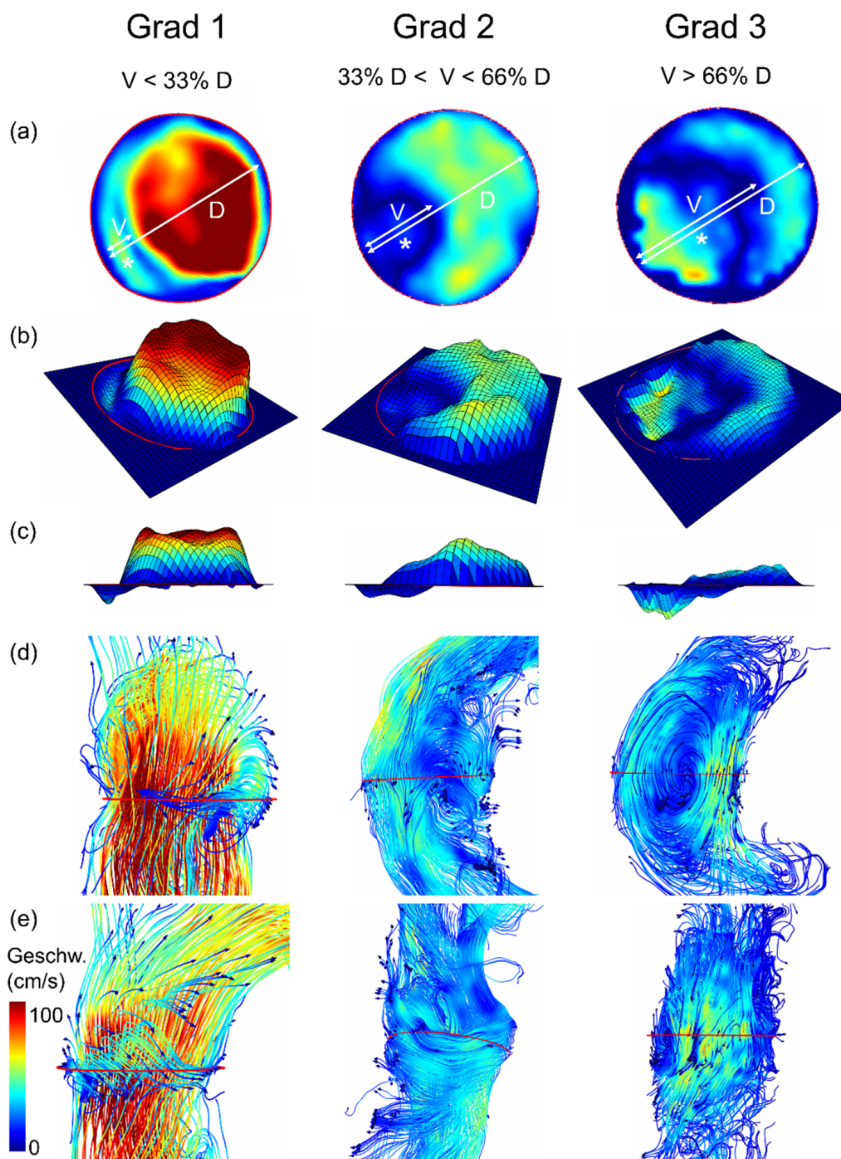 Grad 1 Grad 2 Grad 3
V < 33% D 33% D < V < 66% D V > 66% D
(a)
V D * V D * V D *
(b)
(c)
(d)
(e)
Geschw.
(cm/s)
100
0